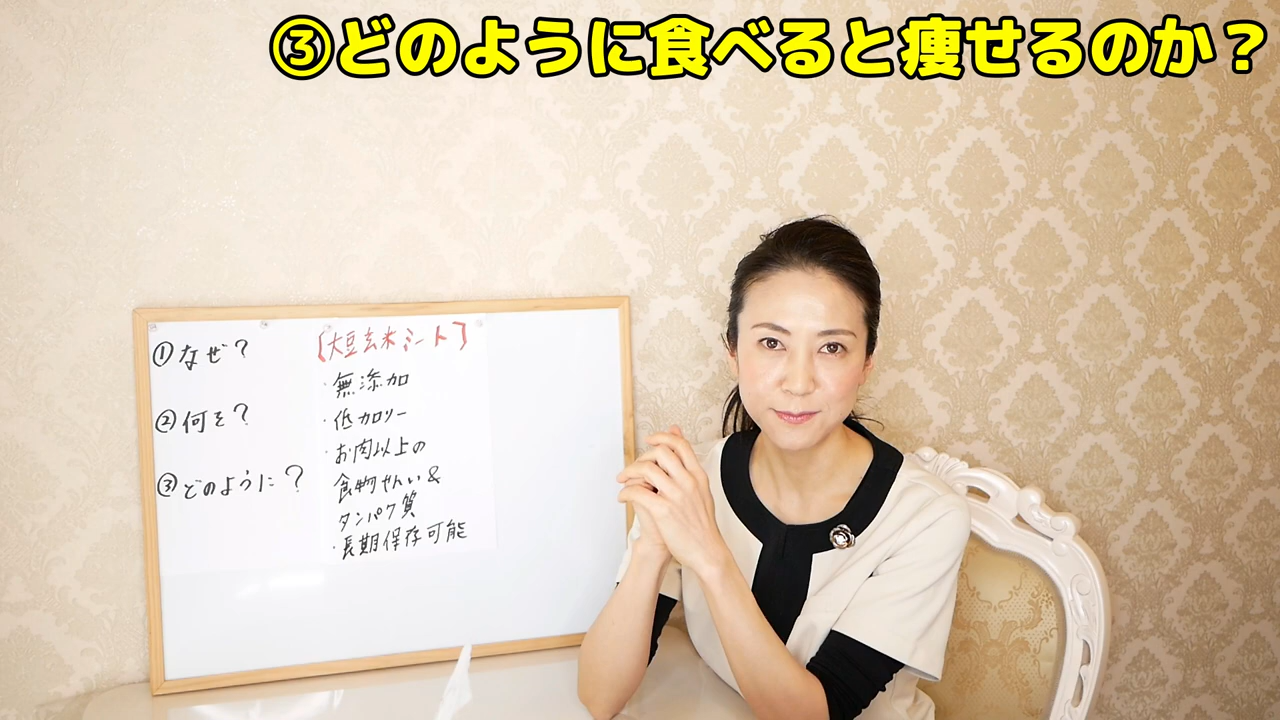 ③どのように食べると痩せるのか？
①なぜ？
②何を？
③どのように？
【大豆玄米ミート】
・無添加
・低カロリー
・お肉以上の
食物せんい&
タンパク質
・長期保存可能